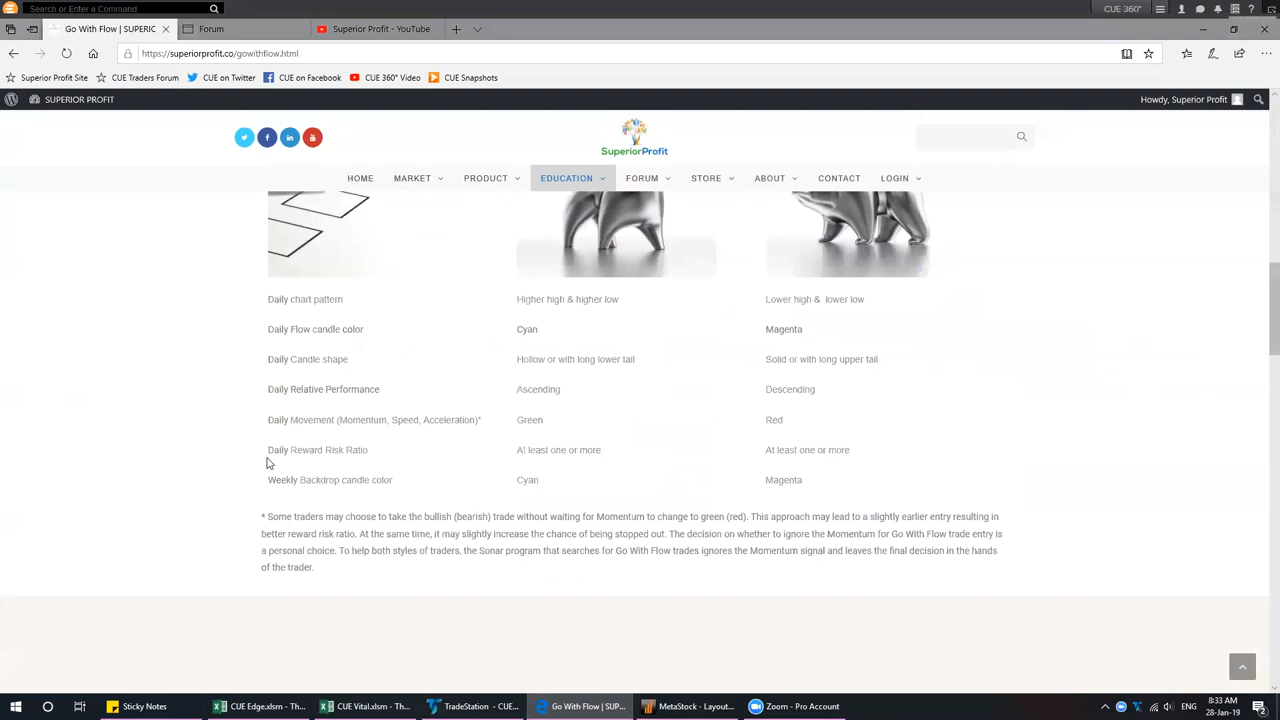 Search or Enter a Command
CUE 360°
Go With Flow | SUPERIC
Forum
Superior Profit - YouTube
https://superiorprofit.co/gowithflow.html
Superior Profit Site
CUE Traders Forum
CUE on Twitter
CUE on Facebook
CUE 360° Video
CUE Snapshots
SUPERIOR PROFIT
Howdy, Superior Profit
SuperiorProfit
HOME
MARKET
PRODUCT
EDUCATION
FORUM
STORE
ABOUT
CONTACT
LOGIN
Daily chart pattern Higher high & higher low Lower high & lower low
Daily Flow candle color Cyan Magenta
Daily Candle shape Hollow or with long lower tail Solid or with long upper tail
Daily Relative Performance Ascending Descending
Daily Movement (Momentum, Speed, Acceleration)* Green Red
Daily Reward Risk Ratio At least one or more At least one or more
Weekly Backdrop candle color Cyan Magenta
* Some traders may choose to take the bullish (bearish) trade without waiting for Momentum to change to green (red). This approach may lead to a slightly earlier entry resulting in
better reward risk ratio. At the same time, it may slightly increase the chance of being stopped out. The decision on whether to ignore the Momentum for Go With Flow trade entry is
a personal choice. To help both styles of traders, the Sonar program that searches for Go With Flow trades ignores the Momentum signal and leaves the final decision in the hands
of the trader.
Sticky Notes
CUE Edge.xlsm - Th...
CUE Vital.xlsm - Th...
TradeStation - CUE...
Go With Flow | SUP...
MetaStock - Layout...
Zoom - Pro Account
8:33 AM
28-Jan-19